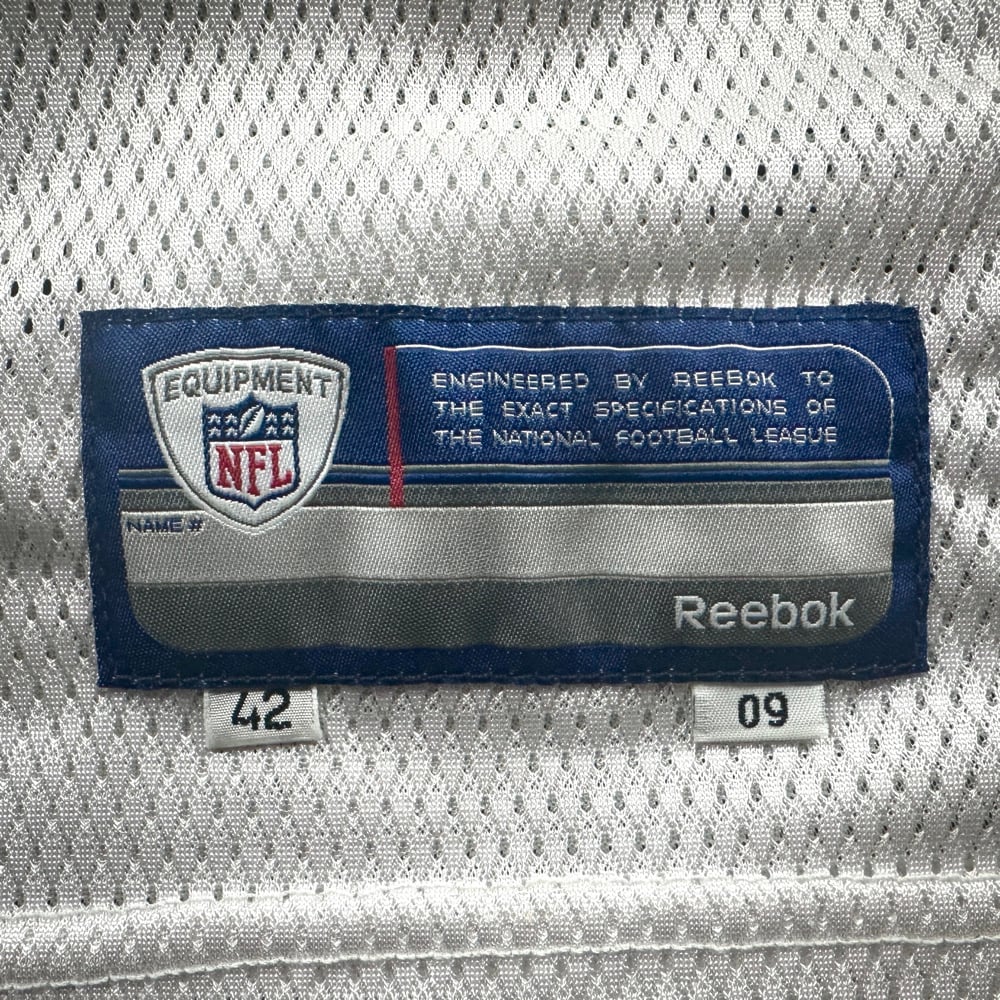 EQUIPMENT
NFL
ENGINEERED BY REEBOK TO
THE EXACT SPECIFICATIONS OF
THE NATIONAL FOOTBALL LEAGUE
NAME #
Reebok
42
09